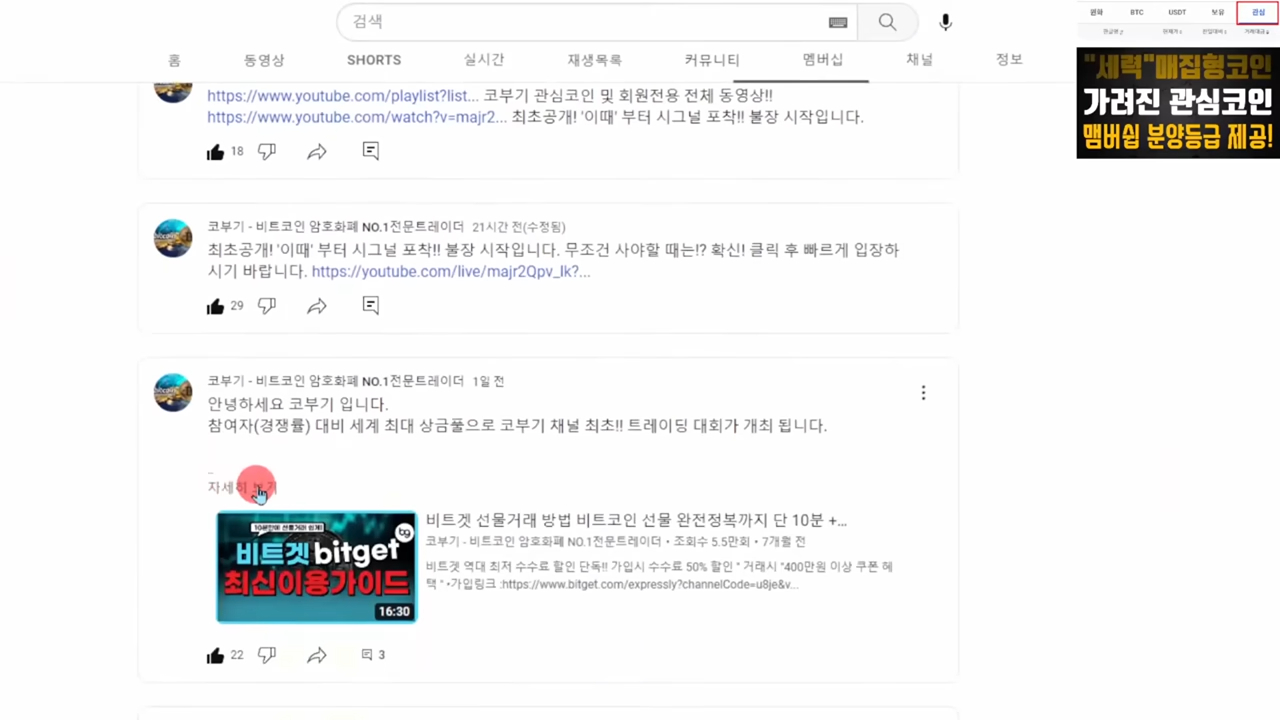 검색
홈
동영상
SHORTS
실시간
재생목록
커뮤니티
멤버십
채널
정보
https://www.youtube.com/playlist?list... 코부기 관심코인 및 회원전용 전체 동영상!!
https://www.youtube.com/watch?v=majr2... 최초공개! '이때' 부터 시그널 포착!! 불장 시작입니다.
18
코부기 - 비트코인 암호화폐 NO.1전문트레이더 21시간 전(수정됨)
최초공개! '이때' 부터 시그널 포착!! 불장 시작입니다. 무조건 사야할 때는!? 확신! 클릭 후 빠르게 입장하
시기 바랍니다. https://youtube.com/live/majr2Qpv_Ik?...
29
코부기 - 비트코인 암호화폐 NO.1전문트레이더 1일 전
안녕하세요 코부기 입니다.
참여자(경쟁률) 대비 세계 최대 상금풀으로 코부기 채널 최초!! 트레이딩 대회가 개최 됩니다.
자세히 보기
10분만에 선물거래 쉽게!
비트겟 bitget
최신이용가이드
16:30
비트겟 선물거래 방법 비트코인 선물 완전정복까지 단 10분 +...
코부기 - 비트코인 암호화폐 NO.1전문트레이더 • 조회수 5.5만회 • 7개월 전
비트겟 역대 최저 수수료 할인 단독!! 가입시 수수료 50% 할인 " 거래시 "400만원 이상 쿠폰 혜
택 " •가입링크 :https://www.bitget.com/expressly?channelCode=u8je&v...
22
3
원화
BTC
USDT
보유
관심
"세력"매집형코인
가려진 관심코인
맴버쉽 분양등급 제공!